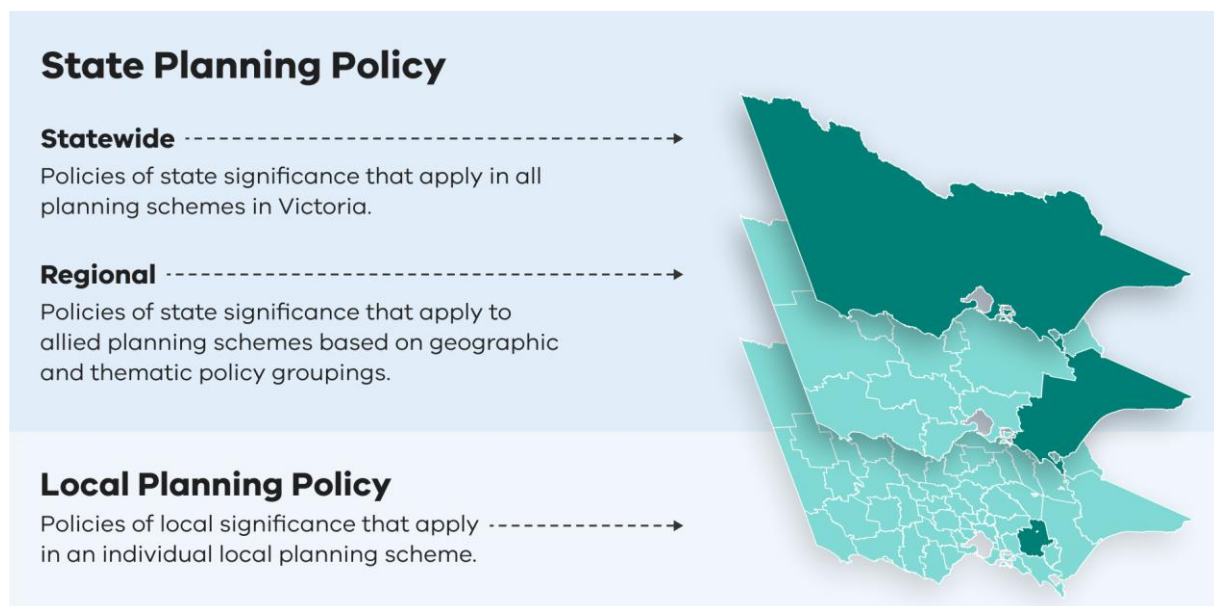 State Planning Policy
Statewide
Policies of state significance that apply in all
planning schemes in Victoria.
Regional
Policies of state significance that apply to
allied planning schemes based on geographic
and thematic policy groupings.
Local Planning Policy
Policies of local significance that apply
in an individual local planning scheme.